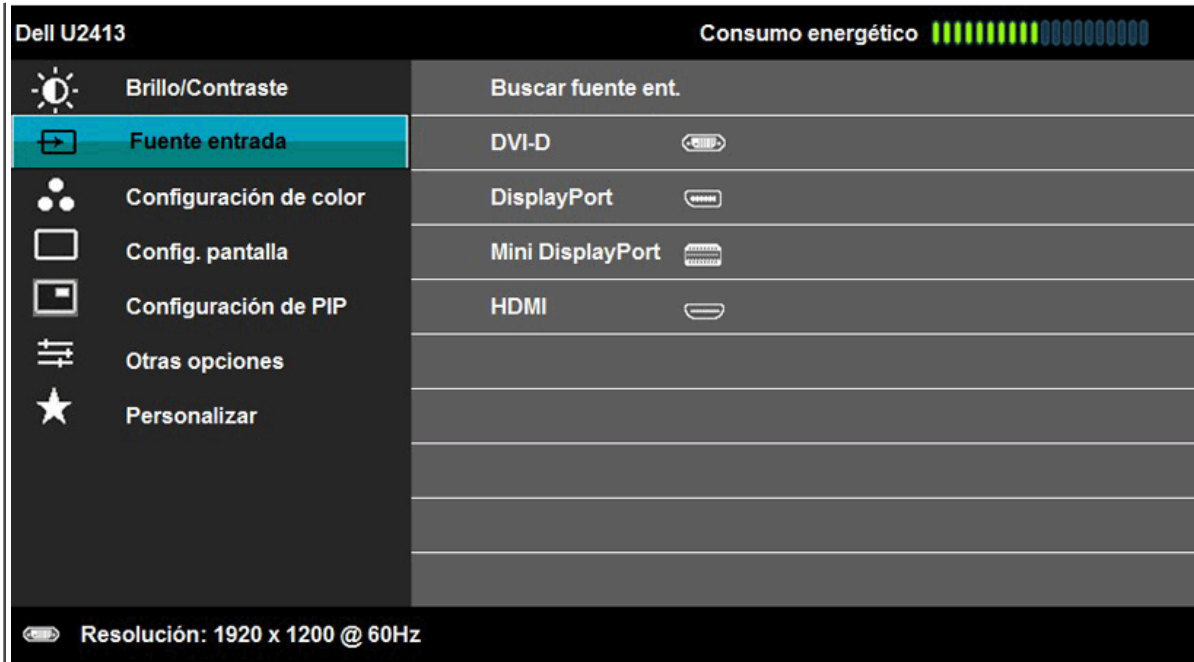 Dell U2413 Consumo energético
Brillo/Contraste Buscar fuente ent.
Fuente entrada DVI-D
Configuración de color DisplayPort
Config. pantalla Mini DisplayPort
Configuración de PIP HDMI
Otras opciones
Personalizar
Resolución: 1920 x 1200 @ 60Hz